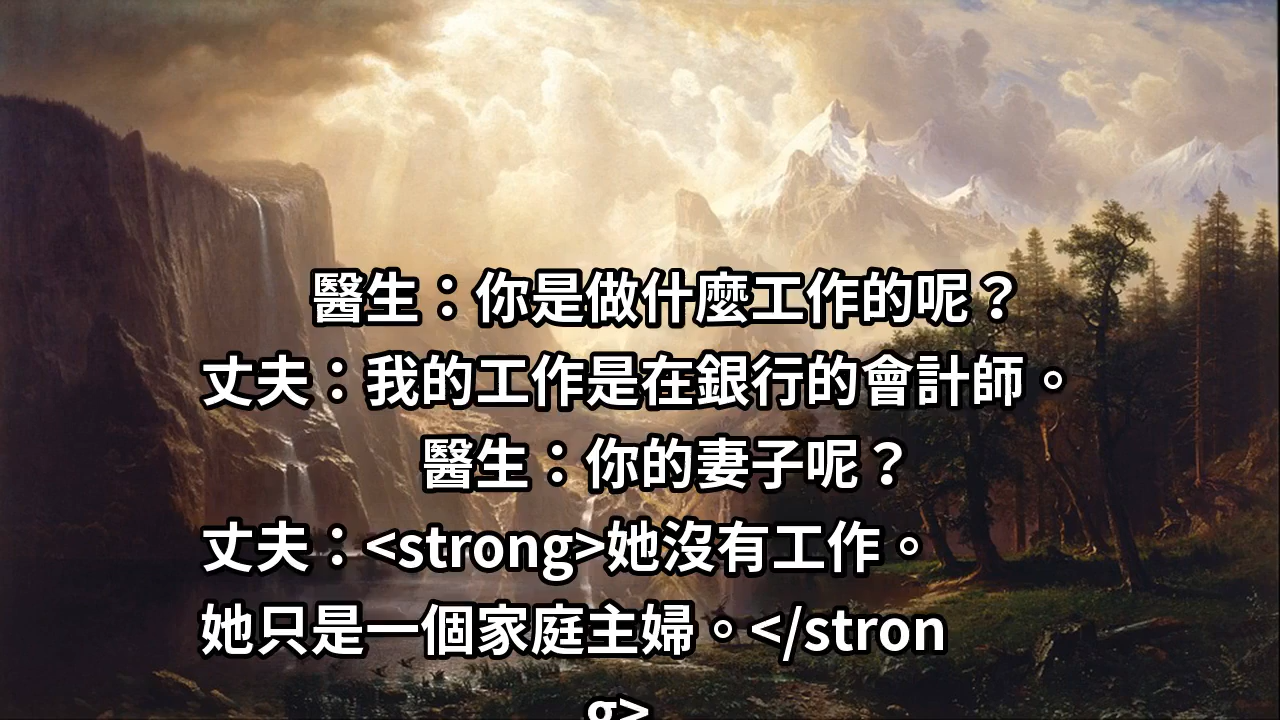 醫生：你是做什麼工作的呢？
丈夫：我的工作是在銀行的會計師。
醫生：你的妻子呢？
丈夫：<strong>她沒有工作。
她只是一個家庭主婦。</stron
g>